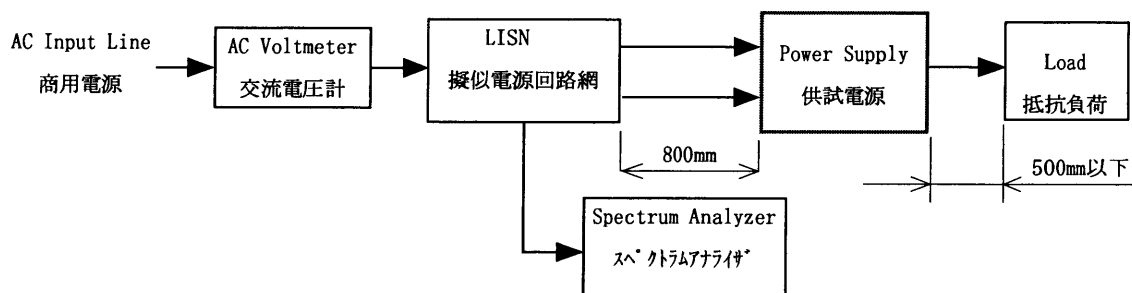 AC Input Line
商用電源
AC Voltmeter
交流電圧計
LISN
擬似電源回路網
Power Supply
供試電源
Load
抵抗負荷
800mm
500mm以下
Spectrum Analyzer
ｽﾍﾟｸﾄﾗﾑｱﾅﾗｲｻﾞ